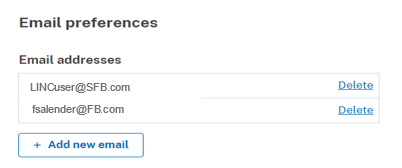 Email preferences
Email addresses
LINCuser@SFB.com Delete
fsalender@FB.com Delete
+ Add new email